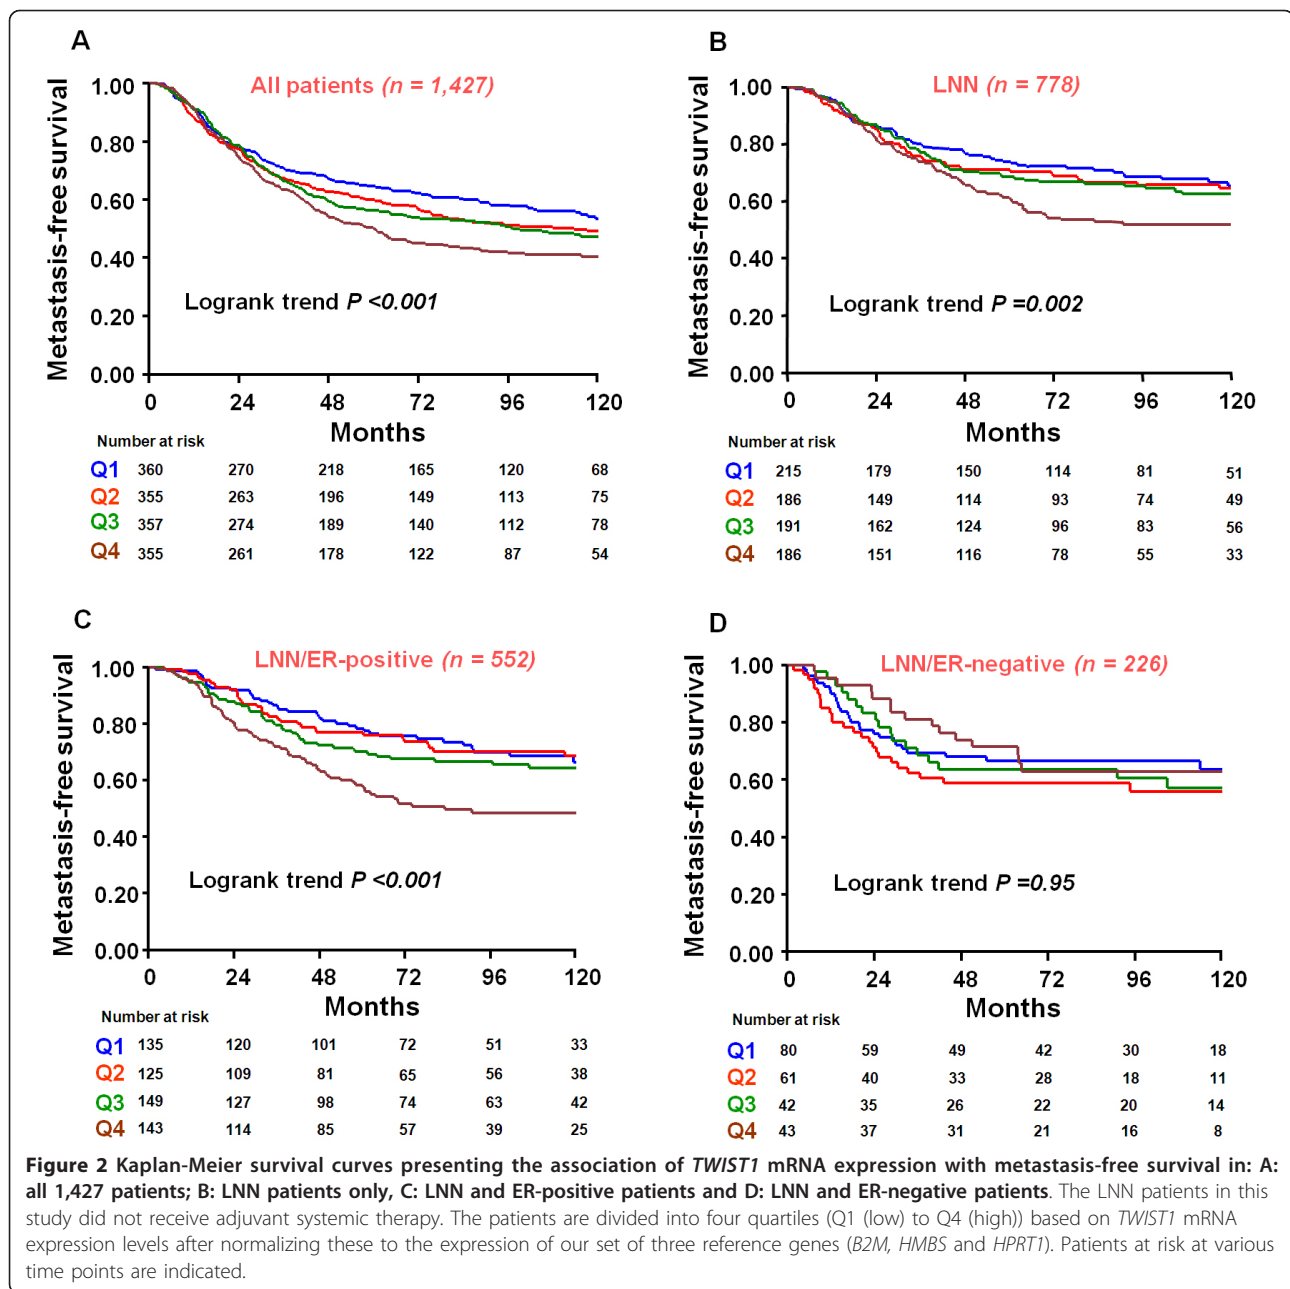 A
All patients (n = 1,427)
Metastasis-free survival
1.00
0.80
0.60
0.40
0.20
0.00
Logrank trend P <0.001
0 24 48 72 96 120
Months
Number at risk
Q1 360 270 218 165 120 68
Q2 355 263 196 149 113 75
Q3 357 274 189 140 112 78
Q4 355 261 178 122 87 54
B
LNN (n = 778)
Metastasis-free survival
1.00
0.80
0.60
0.40
0.20
0.00
Logrank trend P =0.002
0 24 48 72 96 120
Months
Number at risk
Q1 215 179 150 114 81 51
Q2 186 149 114 93 74 49
Q3 191 162 124 96 83 56
Q4 186 151 116 78 55 33
C
LNN/ER-positive (n = 552)
Metastasis-free survival
1.00
0.80
0.60
0.40
0.20
0.00
Logrank trend P <0.001
0 24 48 72 96 120
Months
Number at risk
Q1 135 120 101 72 51 33
Q2 125 109 81 65 56 38
Q3 149 127 98 74 63 42
Q4 143 114 85 57 39 25
D
LNN/ER-negative (n = 226)
Metastasis-free survival
1.00
0.80
0.60
0.40
0.20
0.00
Logrank trend P =0.95
0 24 48 72 96 120
Months
Number at risk
Q1 80 59 49 42 30 18
Q2 61 40 33 28 18 11
Q3 42 35 26 22 20 14
Q4 43 37 31 21 16 8
Figure 2 Kaplan-Meier survival curves presenting the association of TWIST1 mRNA expression with metastasis-free survival in: A:
all 1,427 patients; B: LNN patients only, C: LNN and ER-positive patients and D: LNN and ER-negative patients. The LNN patients in this
study did not receive adjuvant systemic therapy. The patients are divided into four quartiles (Q1 (low) to Q4 (high)) based on TWIST1 mRNA
expression levels after normalizing these to the expression of our set of three reference genes (B2M, HMBS and HPRT1). Patients at risk at various
time points are indicated.